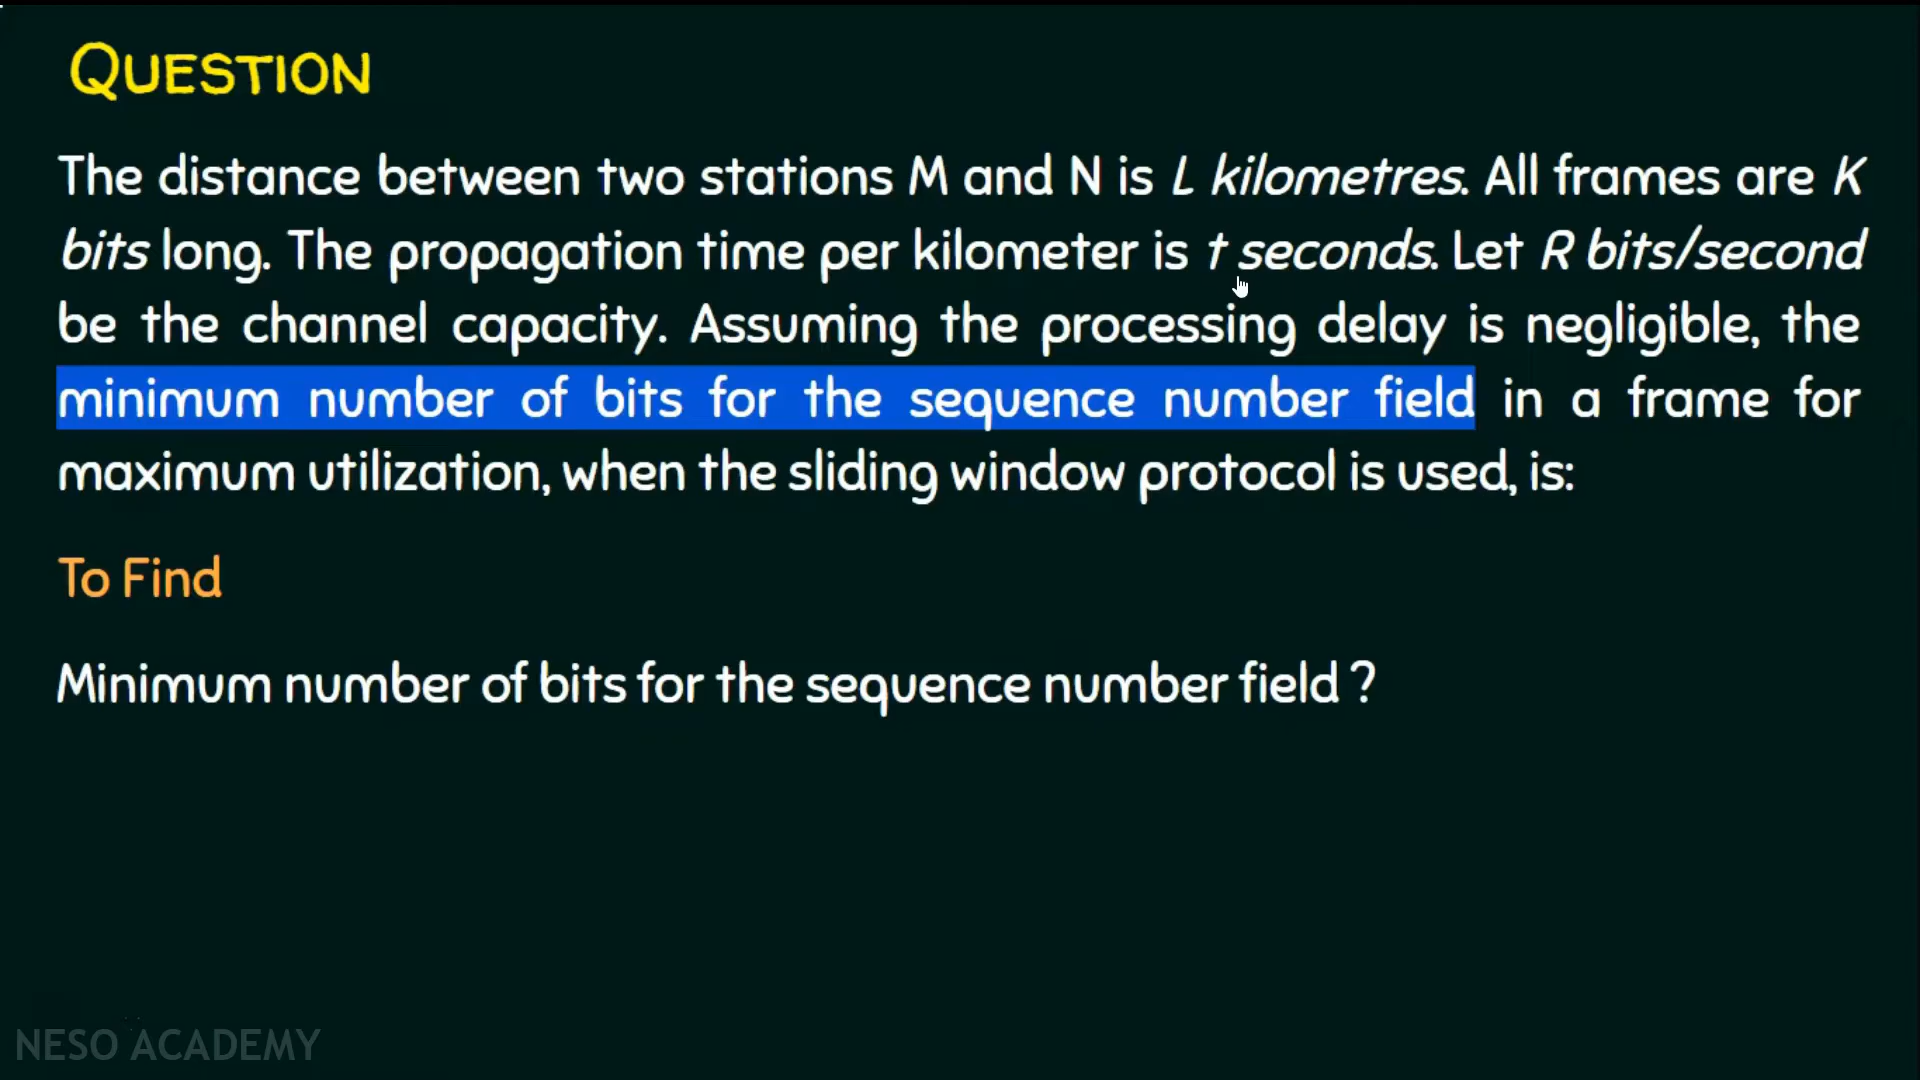 QUESTION
The distance between two stations M and N is L kilometres. All frames are K
bits long. The propagation time per kilometer is t seconds. Let R bits/second
be the channel capacity. Assuming the processing delay is negligible, the
minimum number of bits for the sequence number field in a frame for
maximum utilization, when the sliding window protocol is used, is:
To Find
Minimum number of bits for the sequence number field ?
NESO ACADEMY